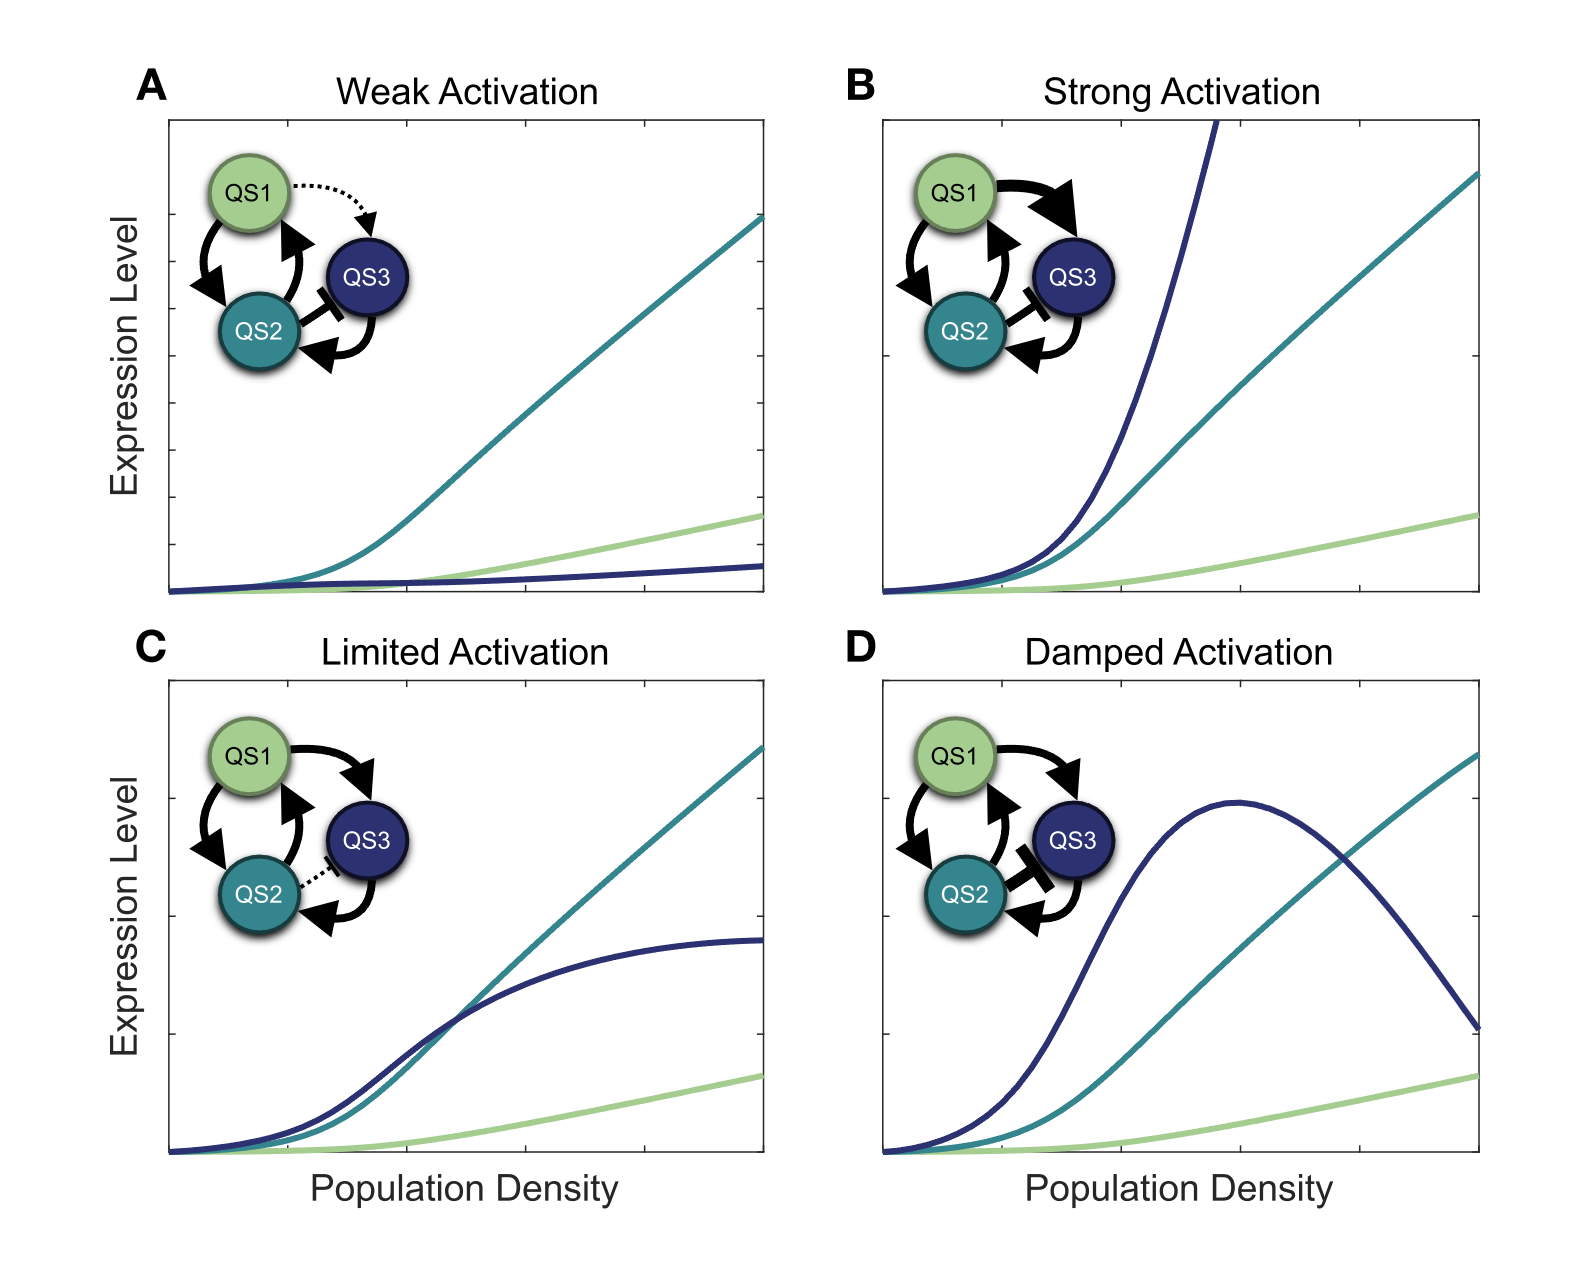 A
Weak Activation
QS1
QS3
QS2
Expression Level
B
Strong Activation
QS1
QS3
QS2
C
Limited Activation
QS1
QS3
QS2
Expression Level
Population Density
D
Damped Activation
QS1
QS3
QS2
Population Density